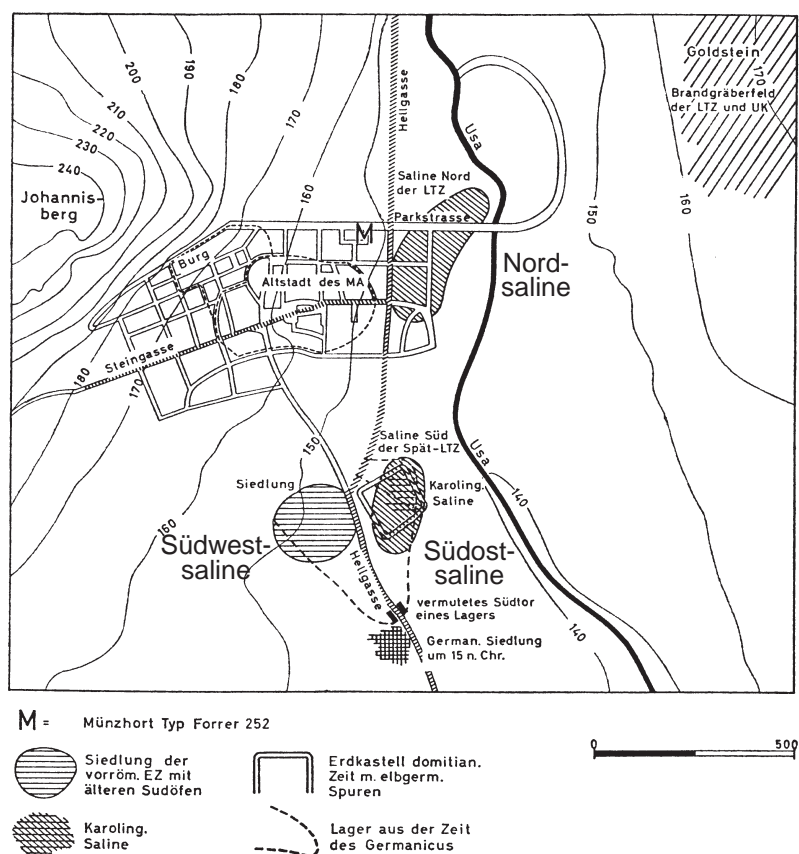 Goldstein
170
Brandgräberfeld
der LTZ und UK
190
200
180
210
220
230
240
170
160
Heilgasse
Usa
Johannis-
berg
Saline Nord
der LTZ
Parkstrasse
M
150
160
Burg
Altstadt des MA
Nord-
saline
Steingasse
180
170
150
Saline Süd
der Spät-LTZ
Usa
Siedlung
Karoling.
Saline
140
160
Südwest-
saline
Südost-
saline
Heilgasse
vermutetes Südtor
eines Lagers
140
German. Siedlung
um 15 n. Chr.
M = Münzhort Typ Forrer 252
0 500
Siedlung der
vorröm. EZ mit
älteren Sudöfen
Erdkastell domitian.
Zeit m. elbgerm.
Spuren
Karoling.
Saline
Lager aus der Zeit
des Germanicus